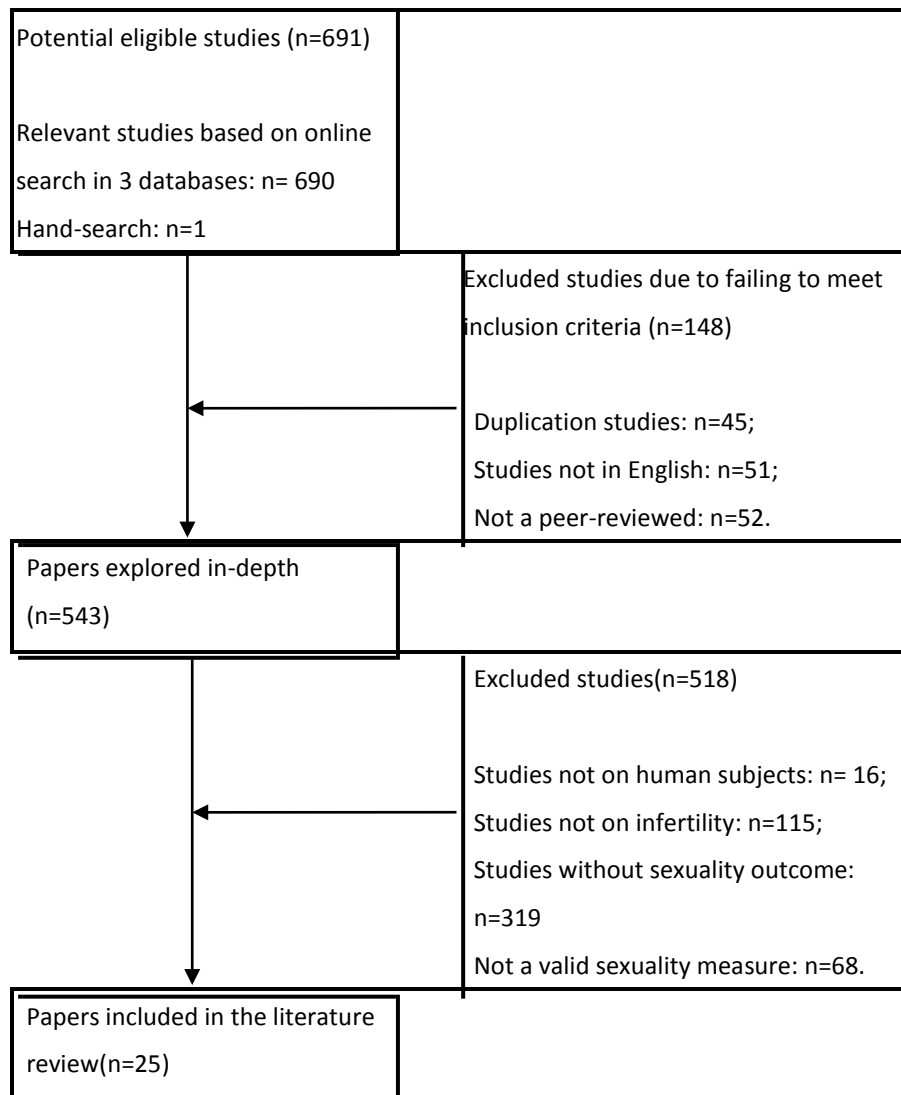 Potential eligible studies (n=691)
Relevant studies based on online
search in 3 databases: n= 690
Hand-search: n=1
Excluded studies due to failing to meet
inclusion criteria (n=148)
Duplication studies: n=45;
Studies not in English: n=51;
Not a peer-reviewed: n=52.
Papers explored in-depth
(n=543)
Excluded studies(n=518)
Studies not on human subjects: n= 16;
Studies not on infertility: n=115;
Studies without sexuality outcome:
n=319
Not a valid sexuality measure: n=68.
Papers included in the literature
review(n=25)